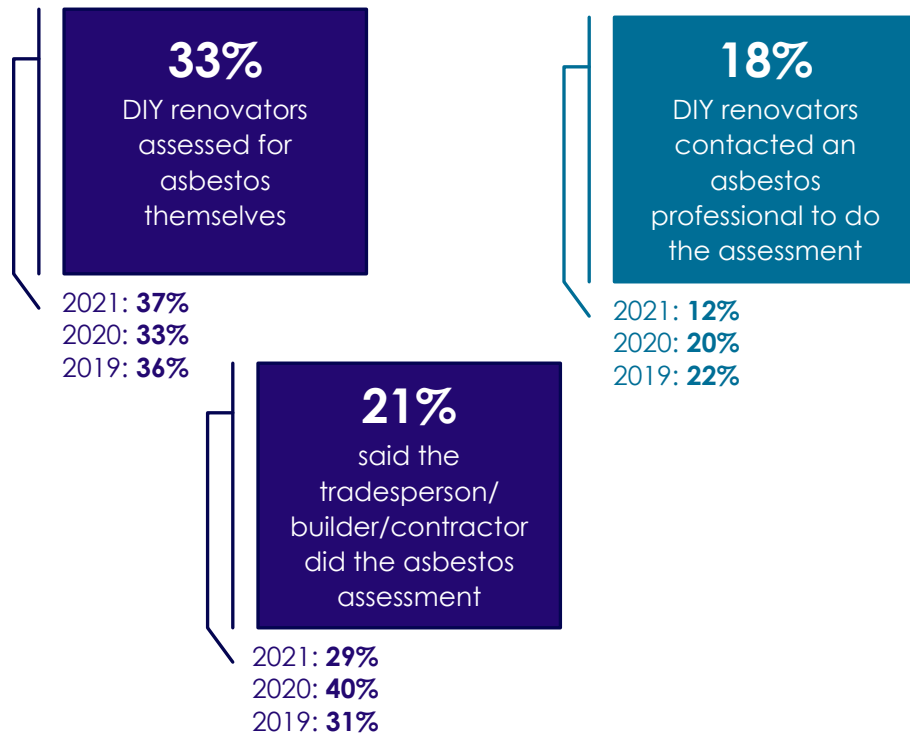 33%
DIY renovators
assessed for
asbestos
themselves
2021: 37%
2020: 33%
2019: 36%
18%
DIY renovators
contacted an
asbestos
professional to do
the assessment
2021: 12%
2020: 20%
2019: 22%
21%
said the
tradesperson/
builder/contractor
did the asbestos
assessment
2021: 29%
2020: 40%
2019: 31%